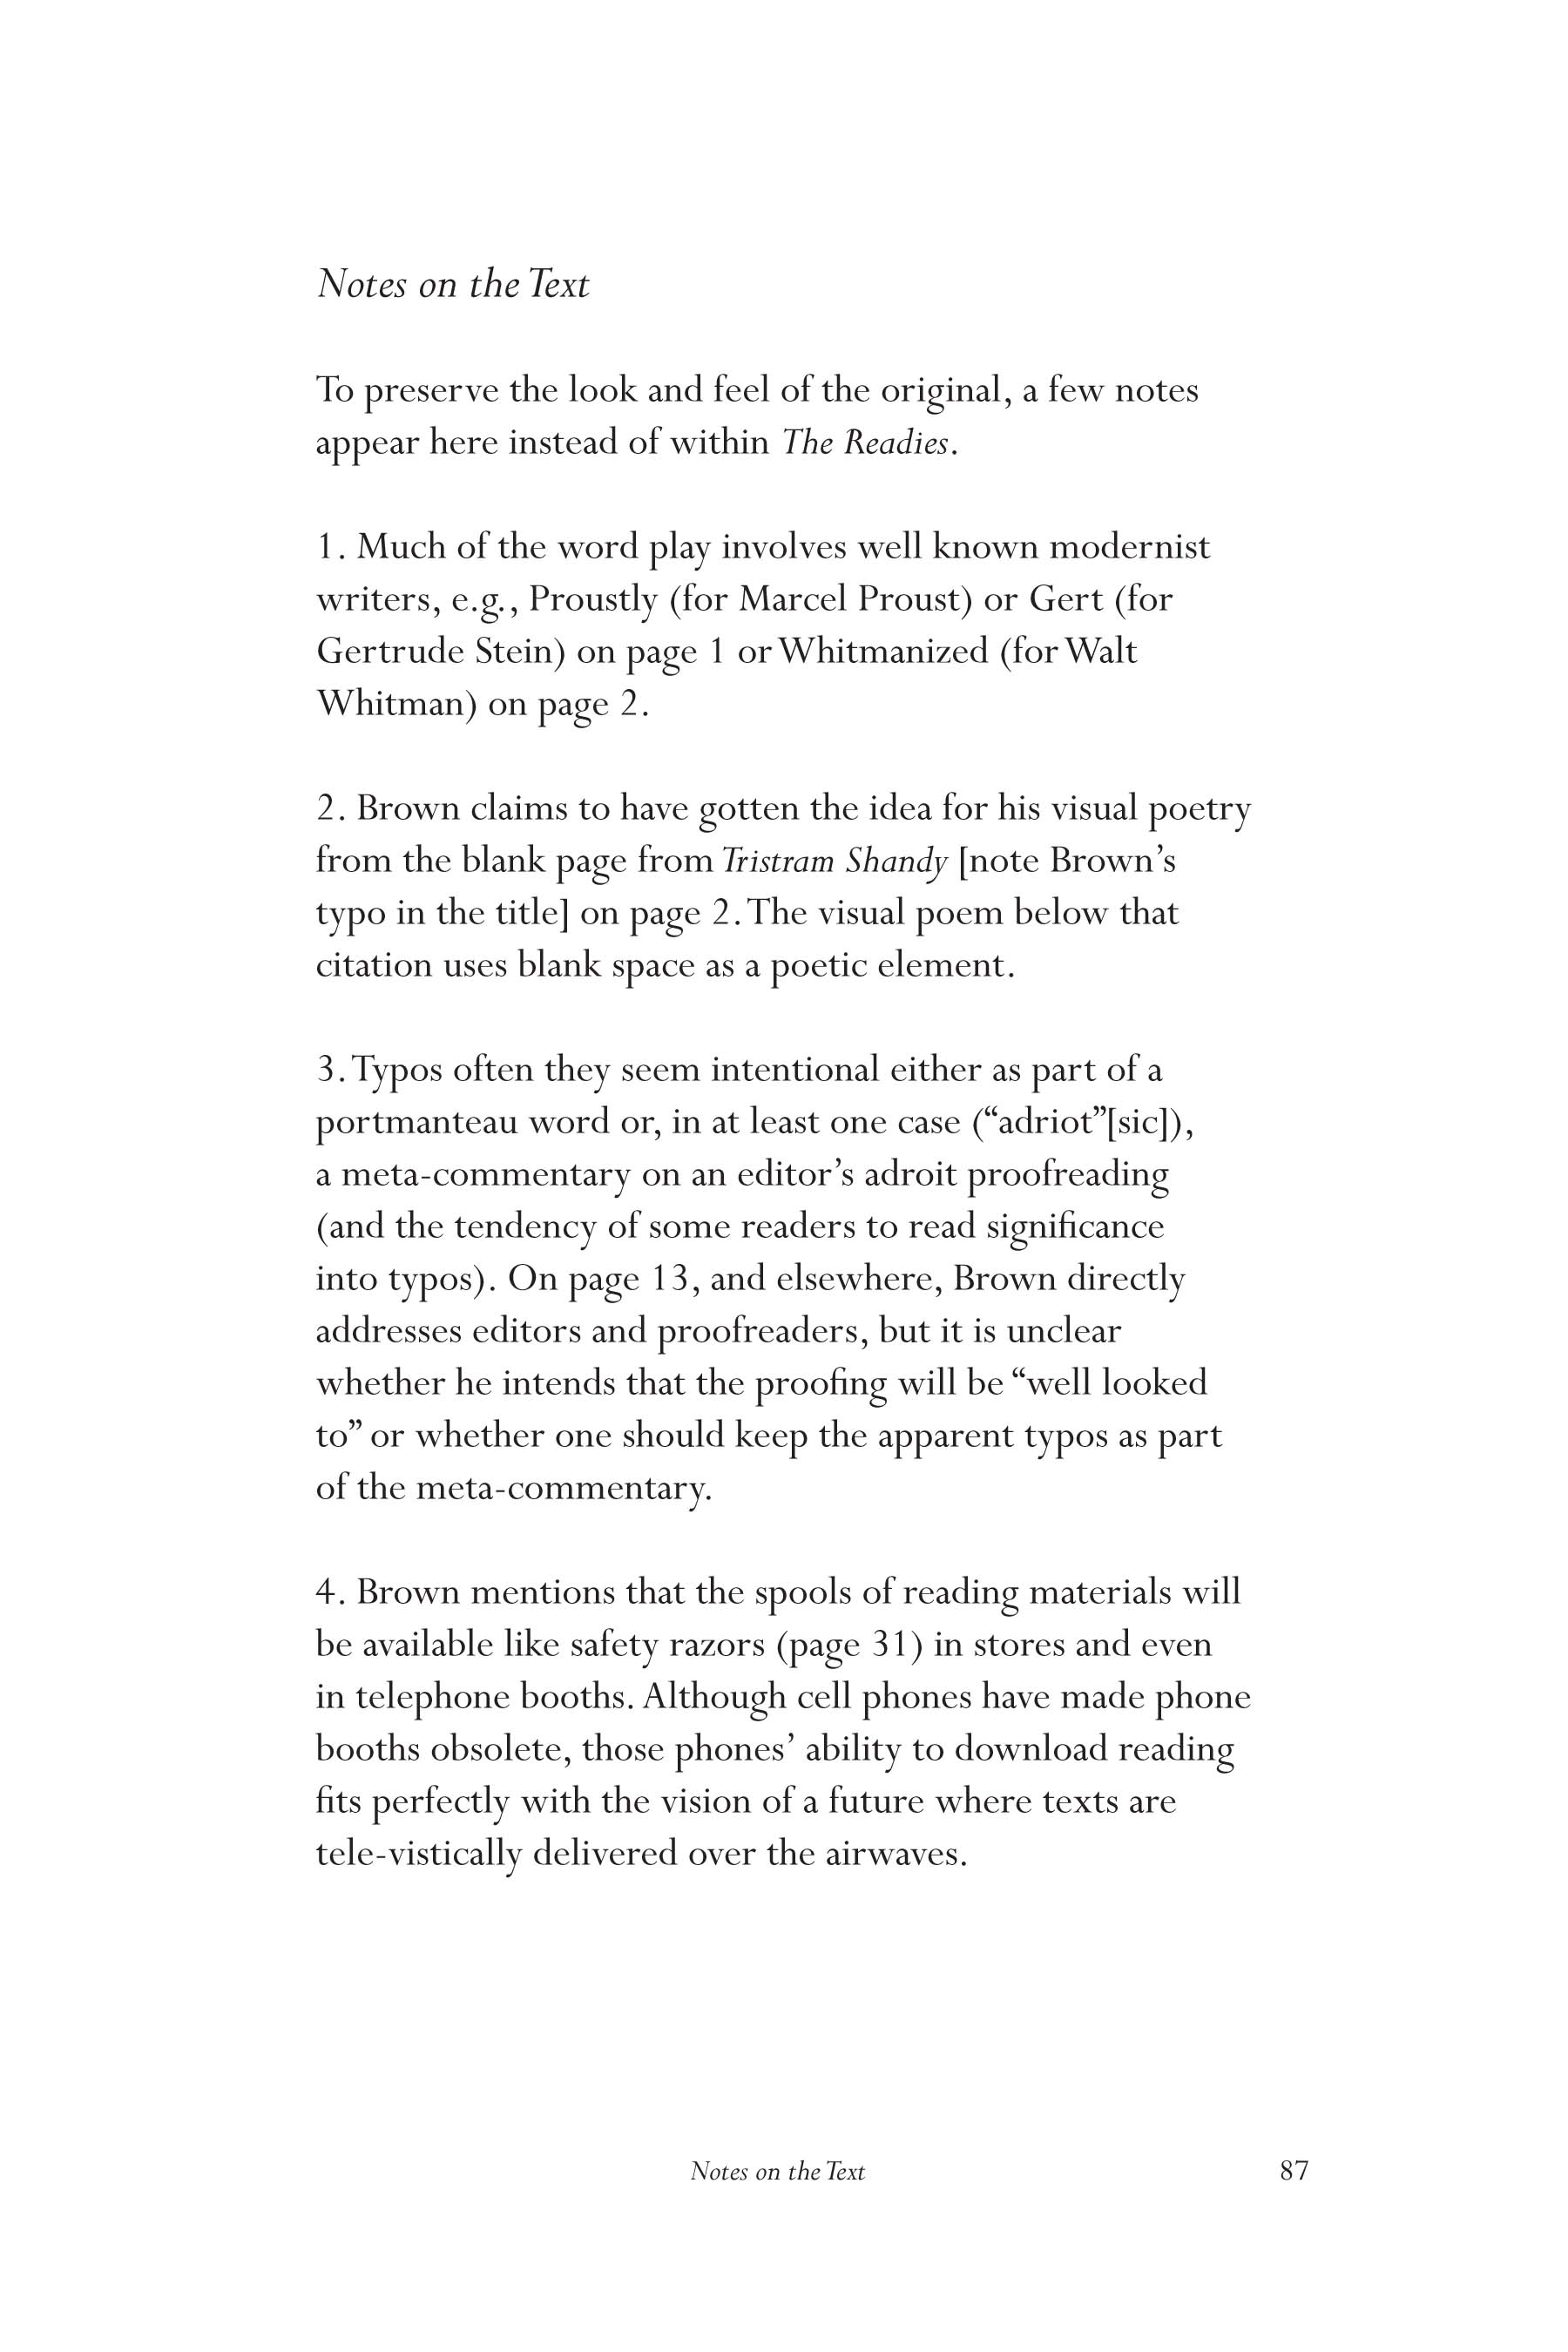 Notes on the Text
To preserve the look and feel of the original, a few notes
appear here instead of within The Readies.
1. Much of the word play involves well known modernist
writers, e.g., Proustly (for Marcel Proust) or Gert (for
Gertrude Stein) on page 1 or Whitmanized (for Walt
Whitman) on page 2.
2. Brown claims to have gotten the idea for his visual poetry
from the blank page from Tristram Shandy [note Brown’s
typo in the title] on page 2. The visual poem below that
citation uses blank space as a poetic element.
3. Typos often they seem intentional either as part of a
portmanteau word or, in at least one case (“adriot”[sic]),
a meta-commentary on an editor’s adroit proofreading
(and the tendency of some readers to read significance
into typos). On page 13, and elsewhere, Brown directly
addresses editors and proofreaders, but it is unclear
whether he intends that the proofing will be “well looked
to” or whether one should keep the apparent typos as part
of the meta-commentary.
4. Brown mentions that the spools of reading materials will
be available like safety razors (page 31) in stores and even
in telephone booths. Although cell phones have made phone
booths obsolete, those phones’ ability to download reading
fits perfectly with the vision of a future where texts are
tele-vistically delivered over the airwaves.
Notes on the Text 87